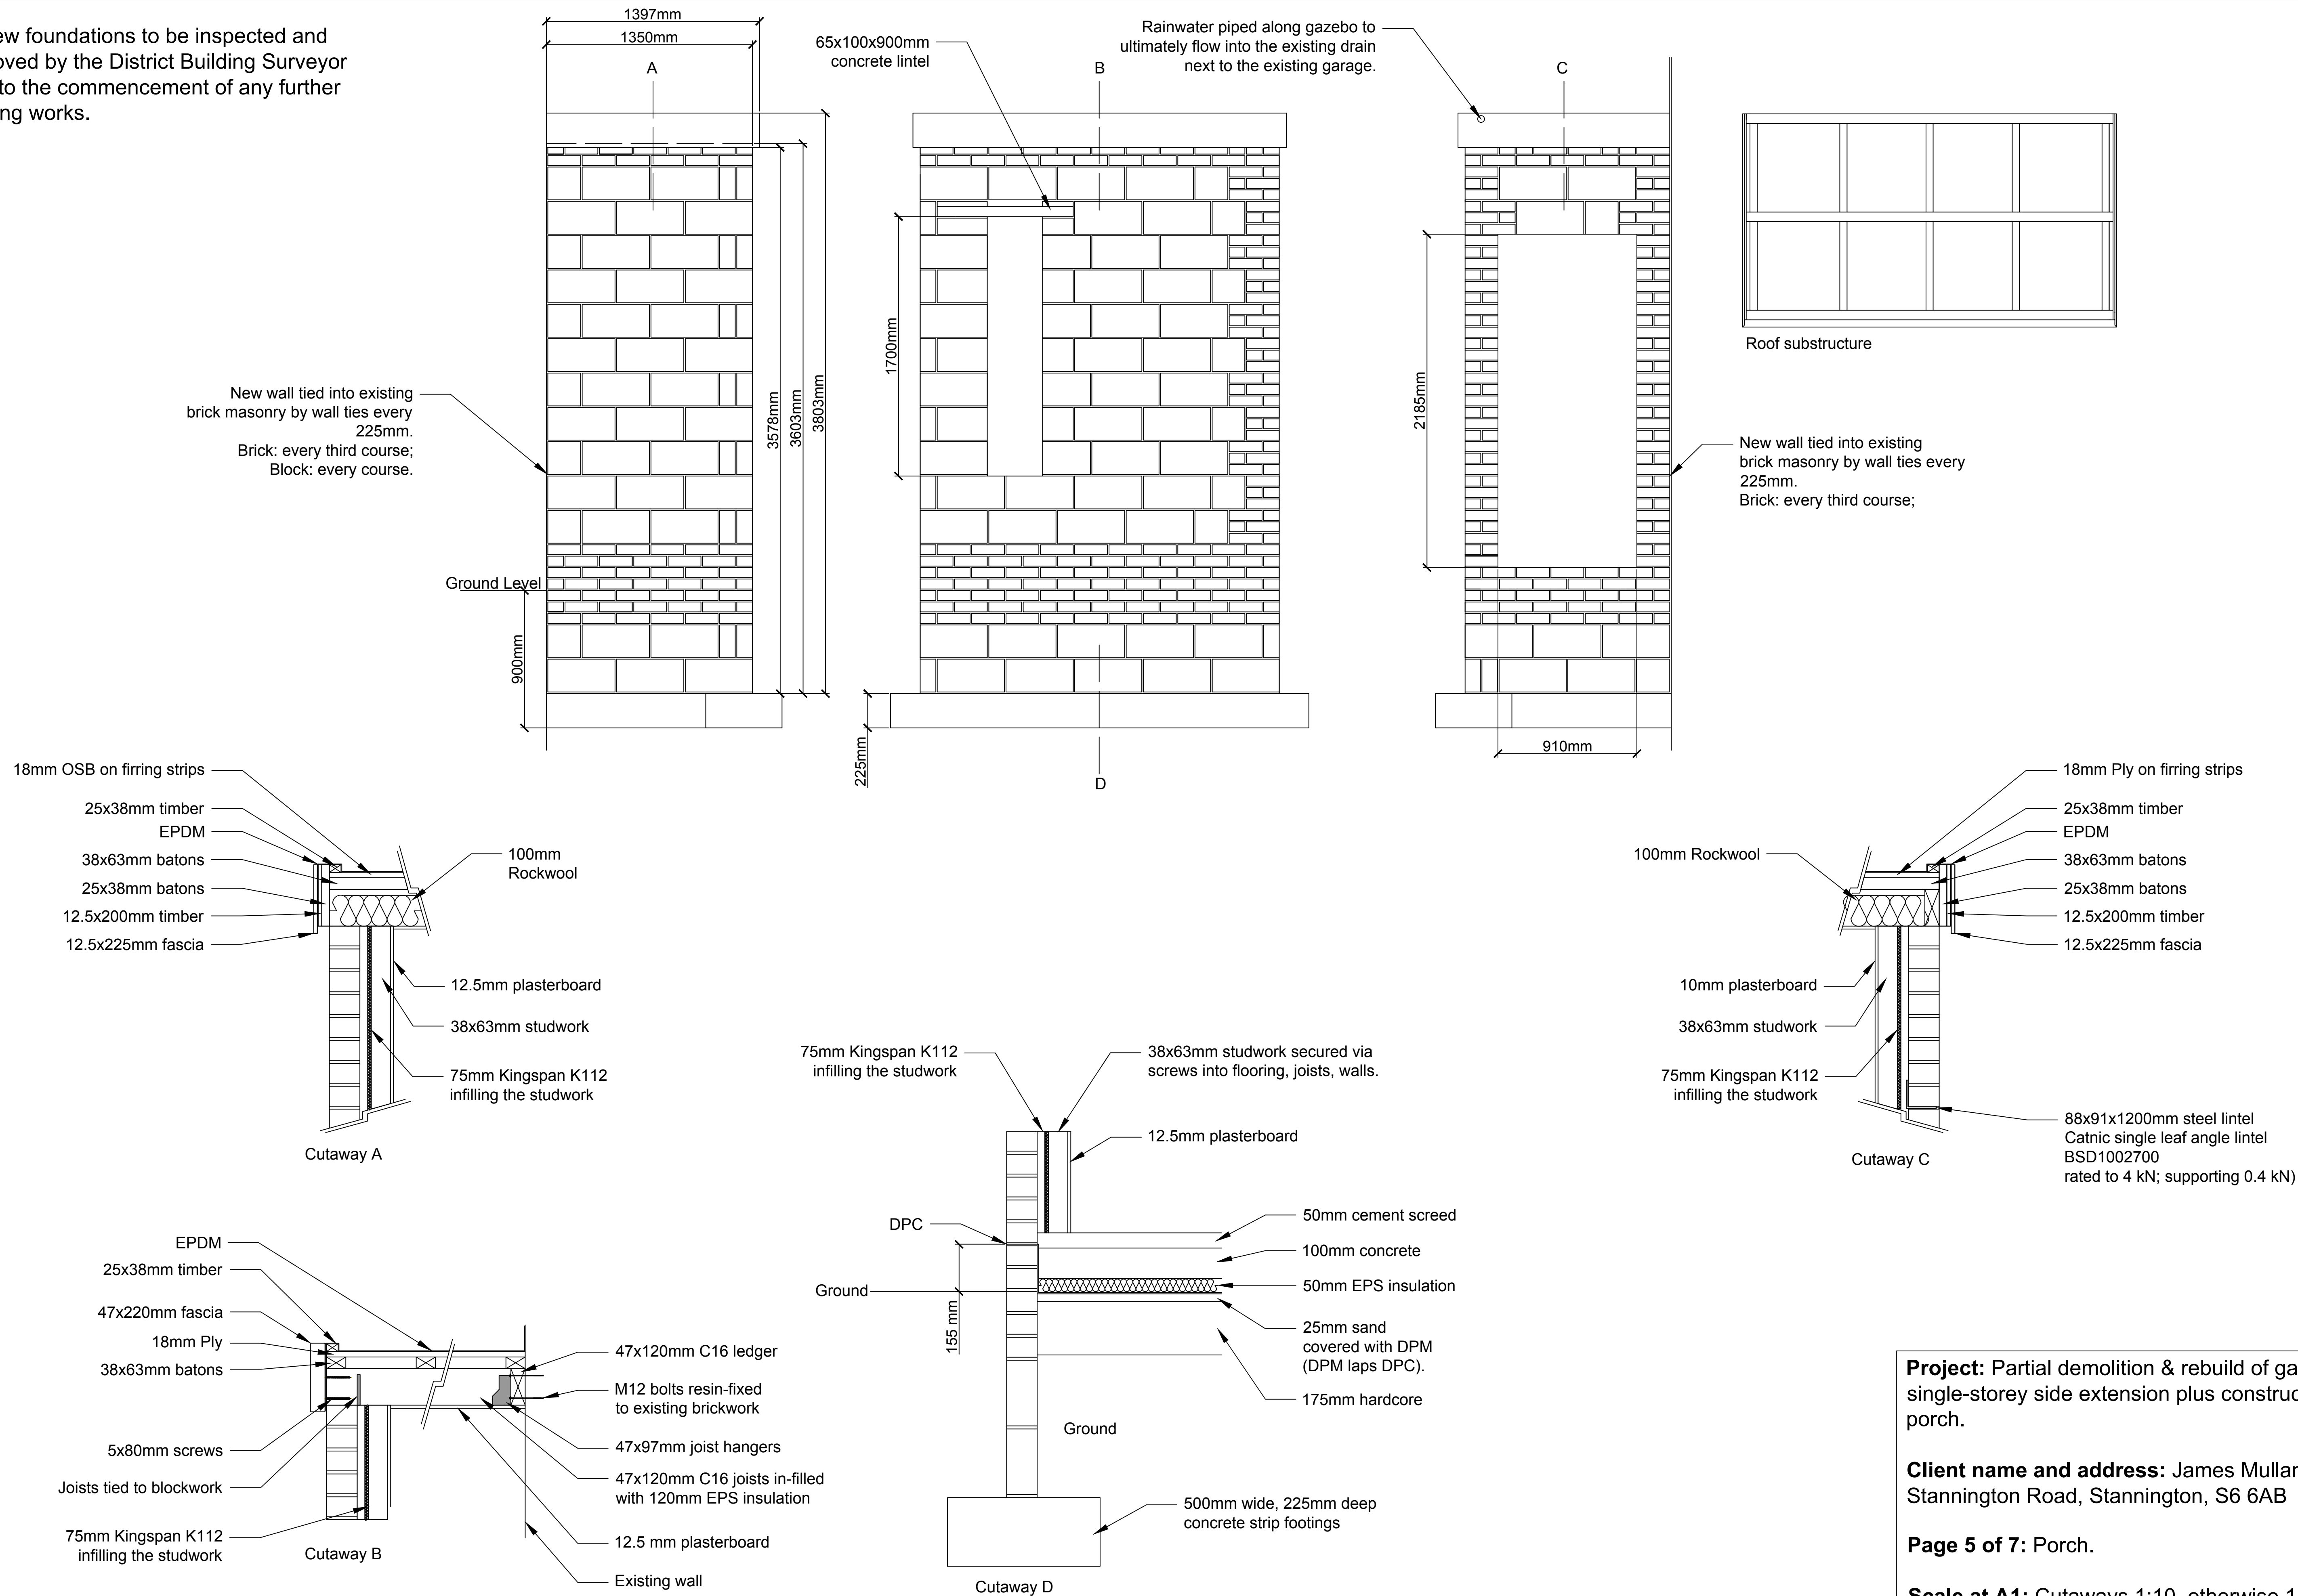 ew foundations to be inspected and
oved by the District Building Surveyor
to the commencement of any further
ng works.
1397mm
1350mm
A
65x100x900mm
concrete lintel
B
Rainwater piped along gazebo to
ultimately flow into the existing drain
next to the existing garage.
C
Roof substructure
New wall tied into existing
brick masonry by wall ties every
225mm.
Brick: every third course;
Block: every course.
3578mm
3603mm
3803mm
1700mm
2185mm
New wall tied into existing
brick masonry by wall ties every
225mm.
Brick: every third course;
Ground Level
900mm
225mm
D
910mm
18mm OSB on firring strips
25x38mm timber
EPDM
38x63mm batons
25x38mm batons
12.5x200mm timber
12.5x225mm fascia
100mm
Rockwool
12.5mm plasterboard
38x63mm studwork
75mm Kingspan K112
infilling the studwork
Cutaway A
18mm Ply on firring strips
25x38mm timber
EPDM
38x63mm batons
25x38mm batons
12.5x200mm timber
12.5x225mm fascia
100mm Rockwool
10mm plasterboard
38x63mm studwork
75mm Kingspan K112
infilling the studwork
88x91x1200mm steel lintel
Catnic single leaf angle lintel
BSD1002700
rated to 4 kN; supporting 0.4 kN)
Cutaway C
75mm Kingspan K112
infilling the studwork
38x63mm studwork secured via
screws into flooring, joists, walls.
12.5mm plasterboard
DPC
Ground
155 mm
50mm cement screed
100mm concrete
50mm EPS insulation
25mm sand
covered with DPM
(DPM laps DPC).
175mm hardcore
Ground
500mm wide, 225mm deep
concrete strip footings
Cutaway D
EPDM
25x38mm timber
47x220mm fascia
18mm Ply
38x63mm batons
5x80mm screws
Joists tied to blockwork
75mm Kingspan K112
infilling the studwork
47x120mm C16 ledger
M12 bolts resin-fixed
to existing brickwork
47x97mm joist hangers
47x120mm C16 joists in-filled
with 120mm EPS insulation
12.5 mm plasterboard
Existing wall
Cutaway B
Project: Partial demolition & rebuild of ga
single-storey side extension plus construc
porch.
Client name and address: James Mullar
Stannington Road, Stannington, S6 6AB
Page 5 of 7: Porch.
Scale at A1: Cutaways 1:10, otherwise 1